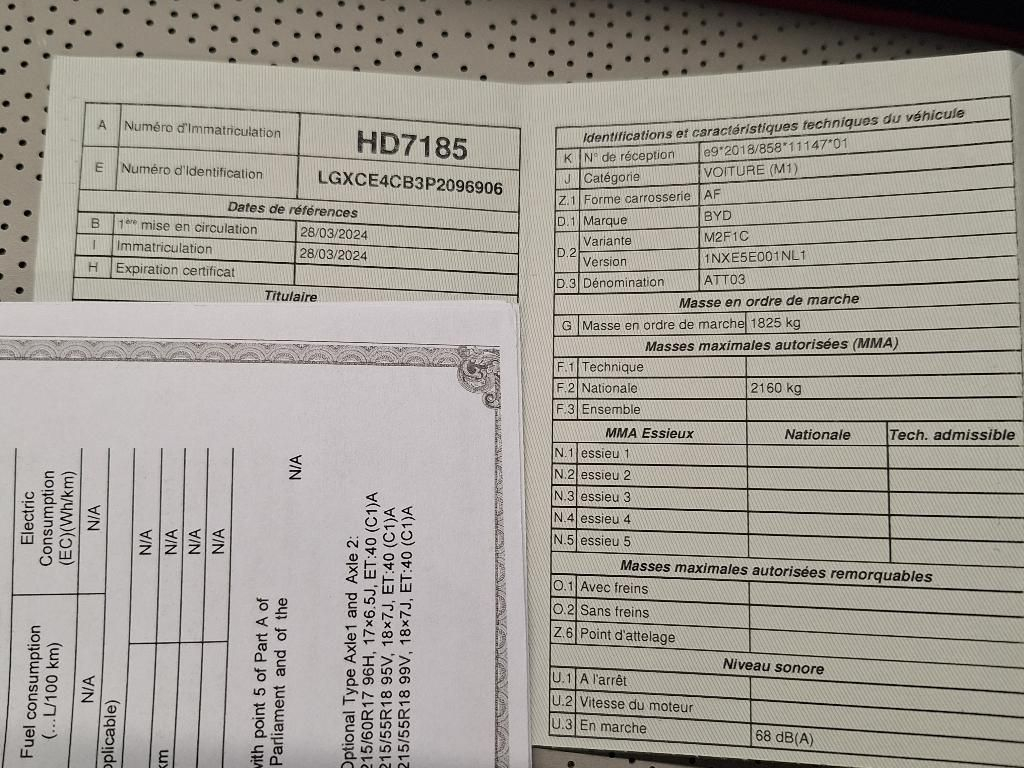 A Numéro d'Immatriculation HD7185
E Numéro d'Identification LGXCE4CB3P2096906
Dates de références
B 1ère mise en circulation 28/03/2024
I Immatriculation 28/03/2024
H Expiration certificat
Titulaire
Identifications et caractéristiques techniques du véhicule
K N° de réception e9*2018/858*11147*01
J Catégorie VOITURE (M1)
Z.1 Forme carrosserie AF
D.1 Marque BYD
D.2 Variante M2F1C
Version 1NXE5E001NL1
D.3 Dénomination ATT03
Masse en ordre de marche
G Masse en ordre de marche 1825 kg
Masses maximales autorisées (MMA)
F.1 Technique
F.2 Nationale 2160 kg
F.3 Ensemble
MMA Essieux Nationale Tech. admissible
N.1 essieu 1
N.2 essieu 2
N.3 essieu 3
N.4 essieu 4
N.5 essieu 5
Masses maximales autorisées remorquables
O.1 Avec freins
O.2 Sans freins
Z.6 Point d'attelage
Niveau sonore
U.1 A l'arrêt
U.2 Vitesse du moteur
U.3 En marche 68 dB(A)
Fuel consumption
(...L/100 km)
Electric
Consumption
(EC)(Wh/km)
N/A N/A
pplicable)
N/A
km N/A
N/A
N/A
with point 5 of Part A of
Parliament and of the N/A
Optional Type Axle1 and Axle 2:
215/60R17 96H, 17×6.5J, ET:40 (C1)A
215/55R18 95V, 18×7J, ET:40 (C1)A
215/55R18 99V, 18×7J, ET:40 (C1)A